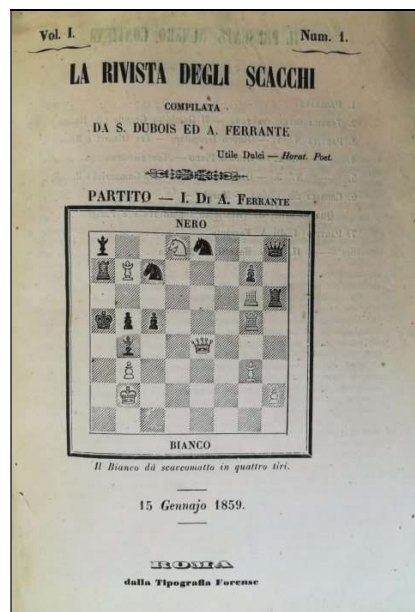 Vol. I.
Num. 1.
LA RIVISTA DEGLI SCACCHI
COMPILATA
DA S. DUBOIS ED A. FERRANTE
Utile Dulci — Horat. Poet.
PARTITO — I. DI A. FERRANTE
NERO
BIANCO
Il Bianco dà scaccomatto in quattro tiri.
15 Gennajo 1859.
ROMA
dalla Tipografia Forense